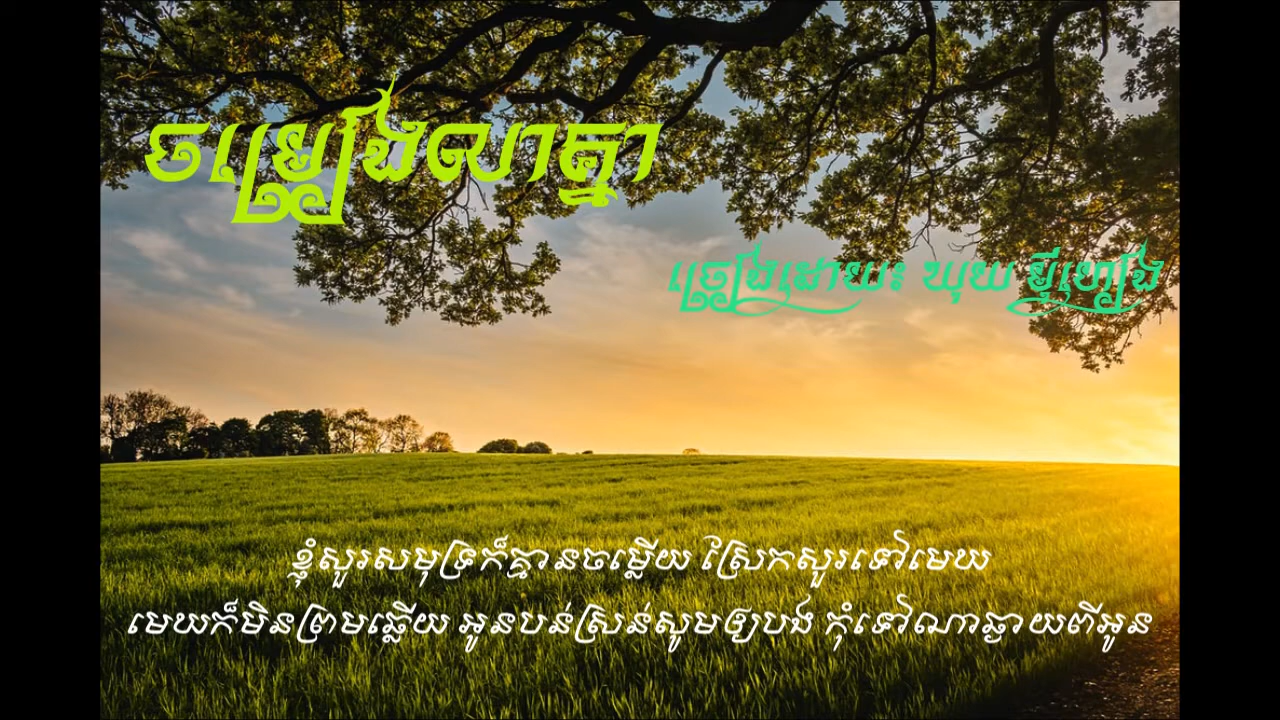 ចម្រៀងលាគ្នា
ច្រៀងដោយ៖ ឃុយ ម៉ីហៀង
ខ្ញុំសួរសមុទ្រក៏គ្មានចម្លើយ ស្រែកសួរទៅមេឃ
មេឃក៏មិនព្រមឆ្លើយ អូនបន់ស្រន់សូមឲ្យបង កុំទៅណាឆ្ងាយពីអូន